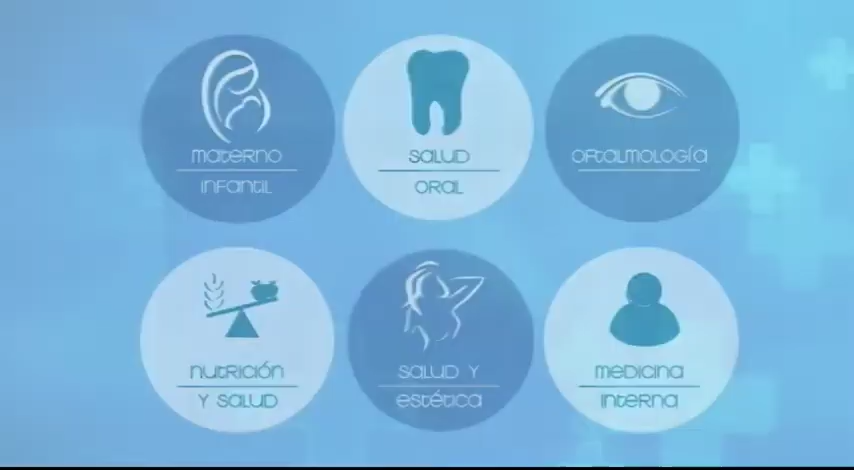 materno
infantil
salud
oral
oftalmología
nutrición
y salud
salud y
estética
medicina
interna